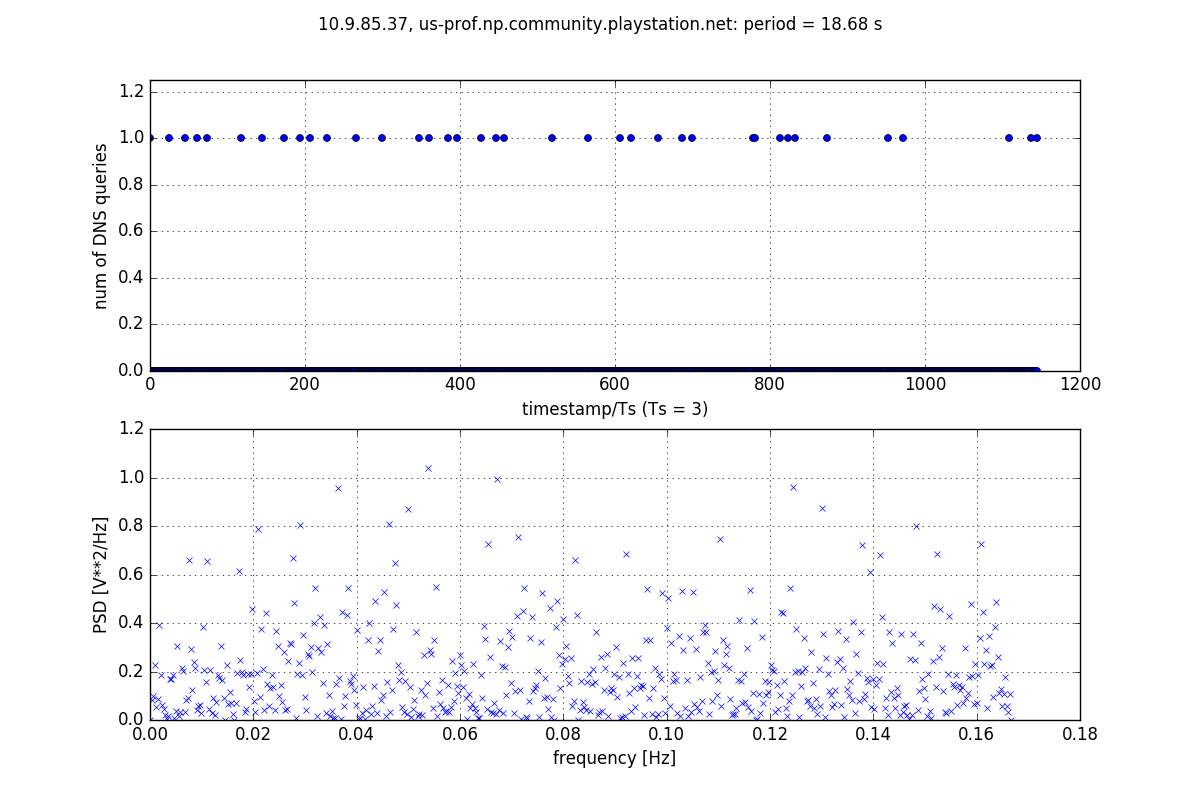 10.9.85.37, us-prof.np.community.playstation.net: period = 18.68 s
1.2
1.0
0.8
0.6
0.4
0.2
0.0
num of DNS queries
0 200 400 600 800 1000 1200
timestamp/Ts (Ts = 3)
1.2
1.0
0.8
0.6
0.4
0.2
0.0
PSD [V**2/Hz]
0.00 0.02 0.04 0.06 0.08 0.10 0.12 0.14 0.16 0.18
frequency [Hz]